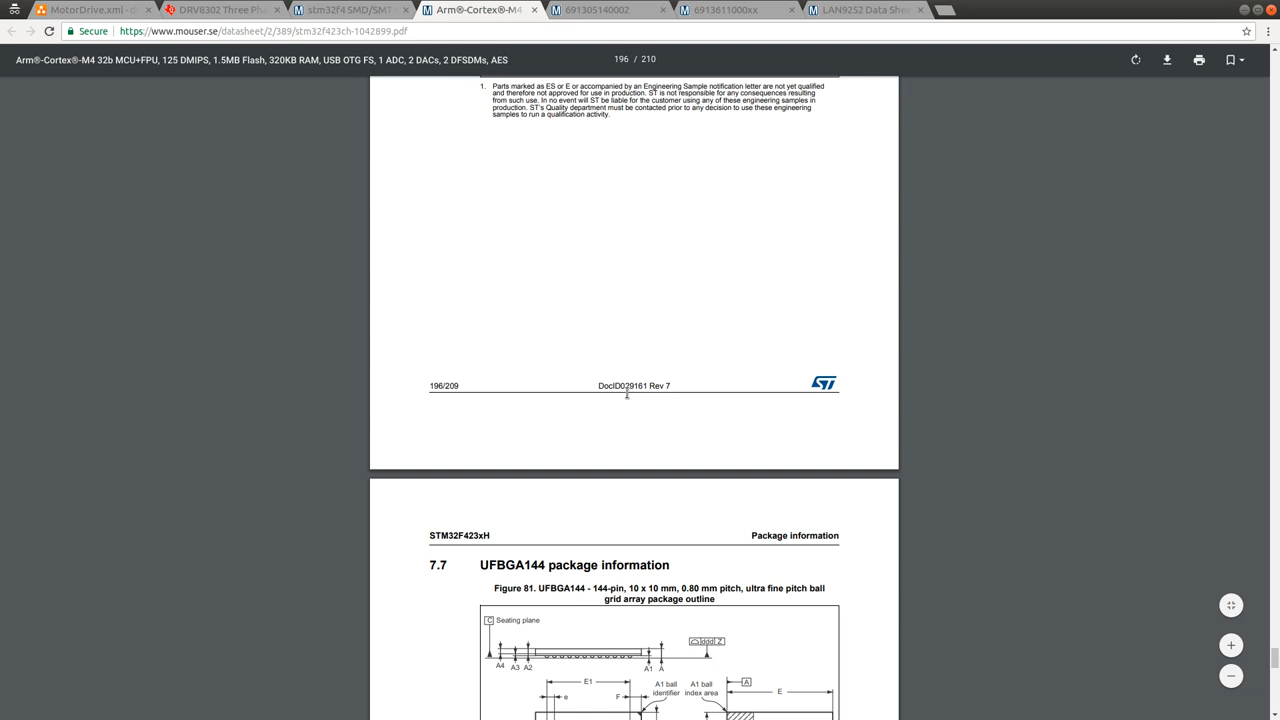 MotorDrive.xml - d
DRV8302 Three Pha
stm32f4 SMD/SMT
Arm®-Cortex®-M4
691305140002
6913611000xx
LAN9252 Data Shee
Secure
https://www.mouser.se/datasheet/2/389/stm32f423ch-1042899.pdf
Arm®-Cortex®-M4 32b MCU+FPU, 125 DMIPS, 1.5MB Flash, 320KB RAM, USB OTG FS, 1 ADC, 2 DACs, 2 DFSDMs, AES
196 / 210
1. Parts marked as ES or E or accompanied by an Engineering Sample notification letter are not yet qualified
and therefore not approved for use in production. ST is not responsible for any consequences resulting
from such use. In no event will ST be liable for the customer using any of these engineering samples in
production. ST's Quality department must be contacted prior to any decision to use these engineering
samples to run a qualification activity.
196/209
DocID029161 Rev 7
ST
STM32F423xH
Package information
7.7 UFBGA144 package information
Figure 81. UFBGA144 - 144-pin, 10 x 10 mm, 0.80 mm pitch, ultra fine pitch ball
grid array package outline
C Seating plane
ddd Z
A4 A3 A2
A1 A
E1
A1 ball
identifier
A1 ball
index area
A
E
e
F